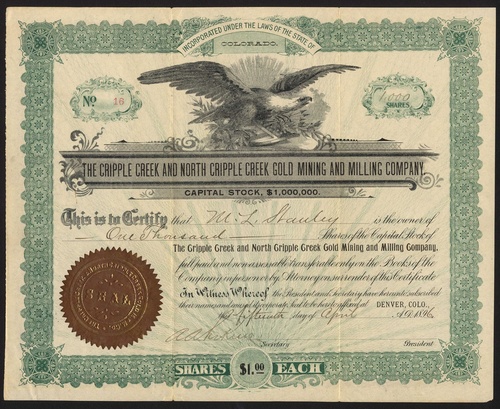 INCORPORATED UNDER THE LAWS OF THE STATE OF
COLORADO.
No 16
1000
SHARES
THE CRIPPLE CREEK AND NORTH CRIPPLE CREEK GOLD MINING AND MILLING COMPANY
CAPITAL STOCK, $1,000,000.
This is to Certify that M. L. Stanley is the owner of
One Thousand Shares of the Capital Stock of
The Cripple Creek and North Cripple Creek Gold Mining and Milling Company,
full paid and non assessable transferable only on the Books of the
Company, in person or by Attorney on surrender of this Certificate
In Witness Whereof the President and Secretary have hereunto subscribed
their names and caused the corporate Seal to be hereto affixed at DENVER, COLO.,
this fifteenth day of April A.D. 1896
Secretary President
SEAL
SHARES $1.00 EACH